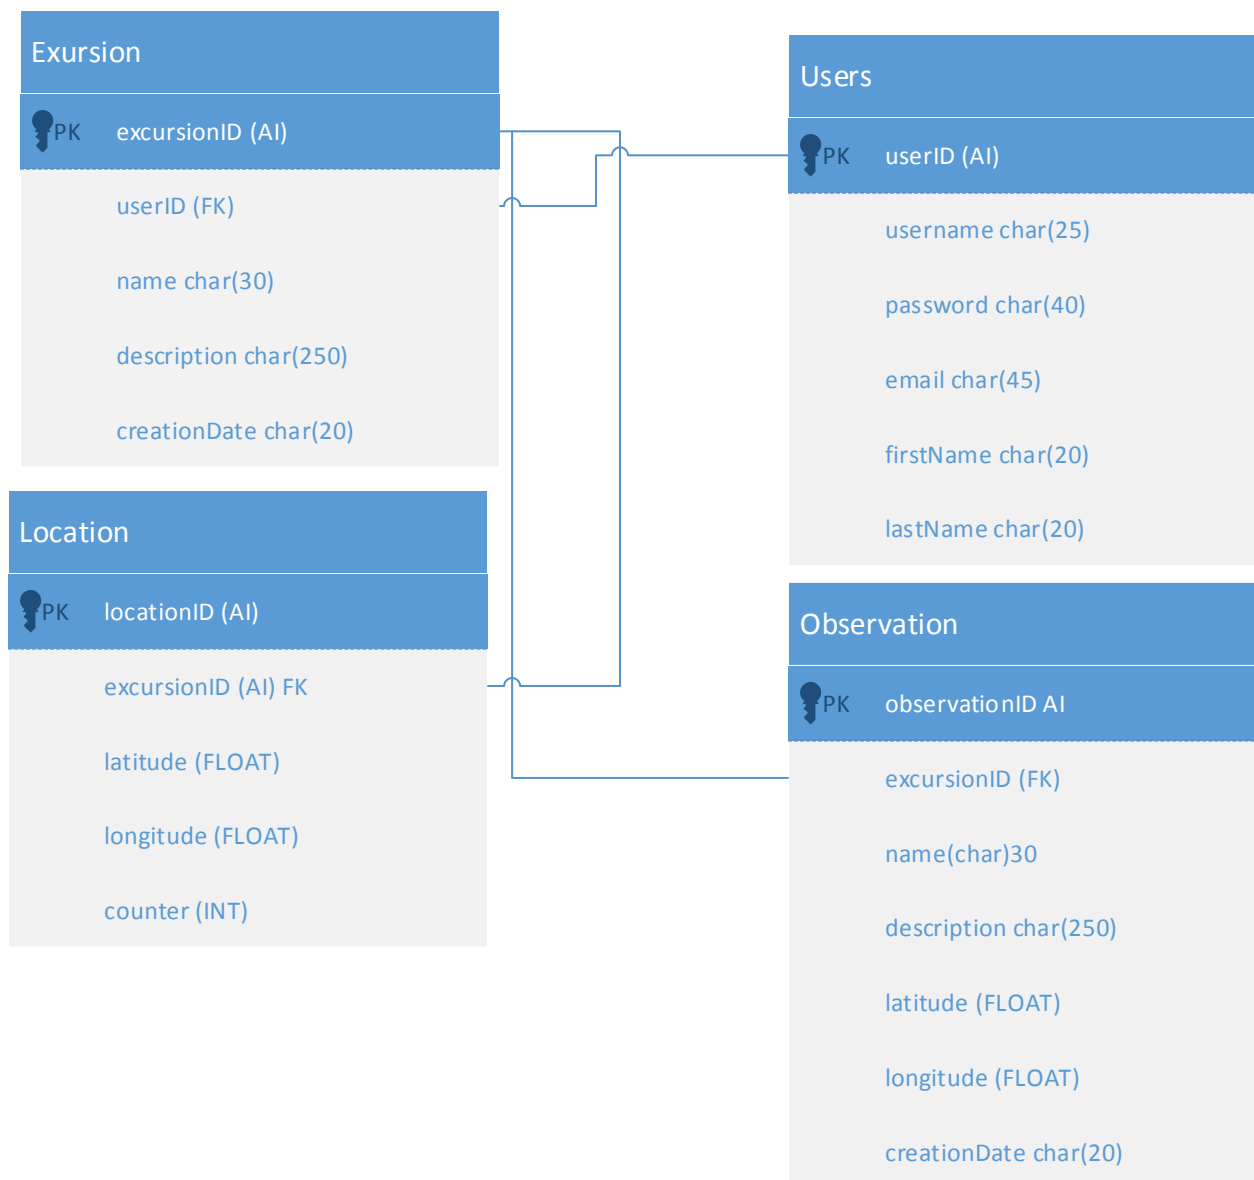 Exursion
PK excursionID (AI)
userID (FK)
name char(30)
description char(250)
creationDate char(20)
Users
PK userID (AI)
username char(25)
password char(40)
email char(45)
firstName char(20)
lastName char(20)
Location
PK locationID (AI)
excursionID (AI) FK
latitude (FLOAT)
longitude (FLOAT)
counter (INT)
Observation
PK observationID AI
excursionID (FK)
name(char)30
description char(250)
latitude (FLOAT)
longitude (FLOAT)
creationDate char(20)